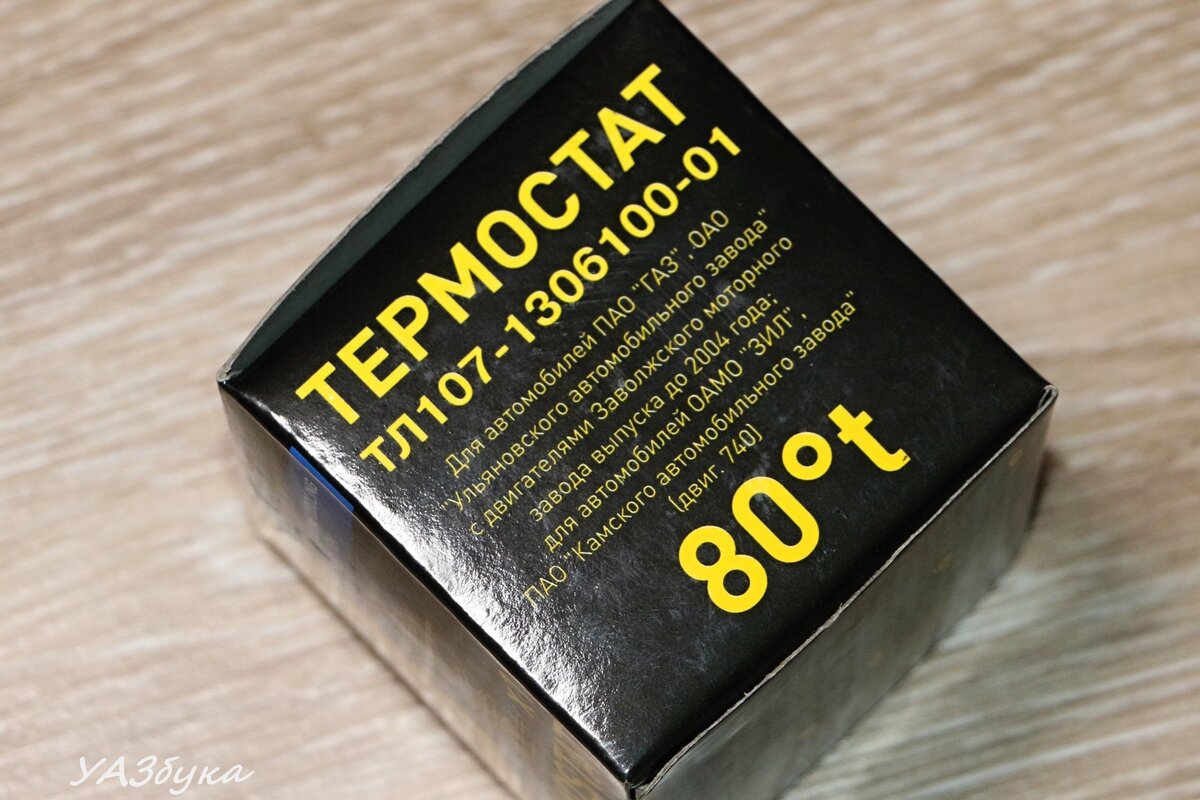 ТЕРМОСТАТ
ТЛ107-1306100-01
Для автомобилей ПАО "ГАЗ", ОАО
"Ульяновского автомобильного завода"
с двигателями Заволжского моторного
завода выпуска до 2004 года;
для автомобилей ОАМО "ЗИЛ",
ПАО "Камского автомобильного завода"
(двиг. 740)
80°t
УАЗбука